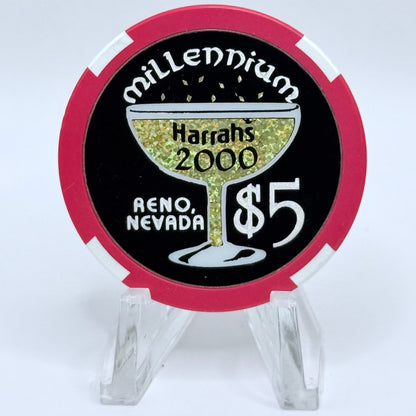 millennium
Harrah's
2000
RENO,
NEVADA
$5